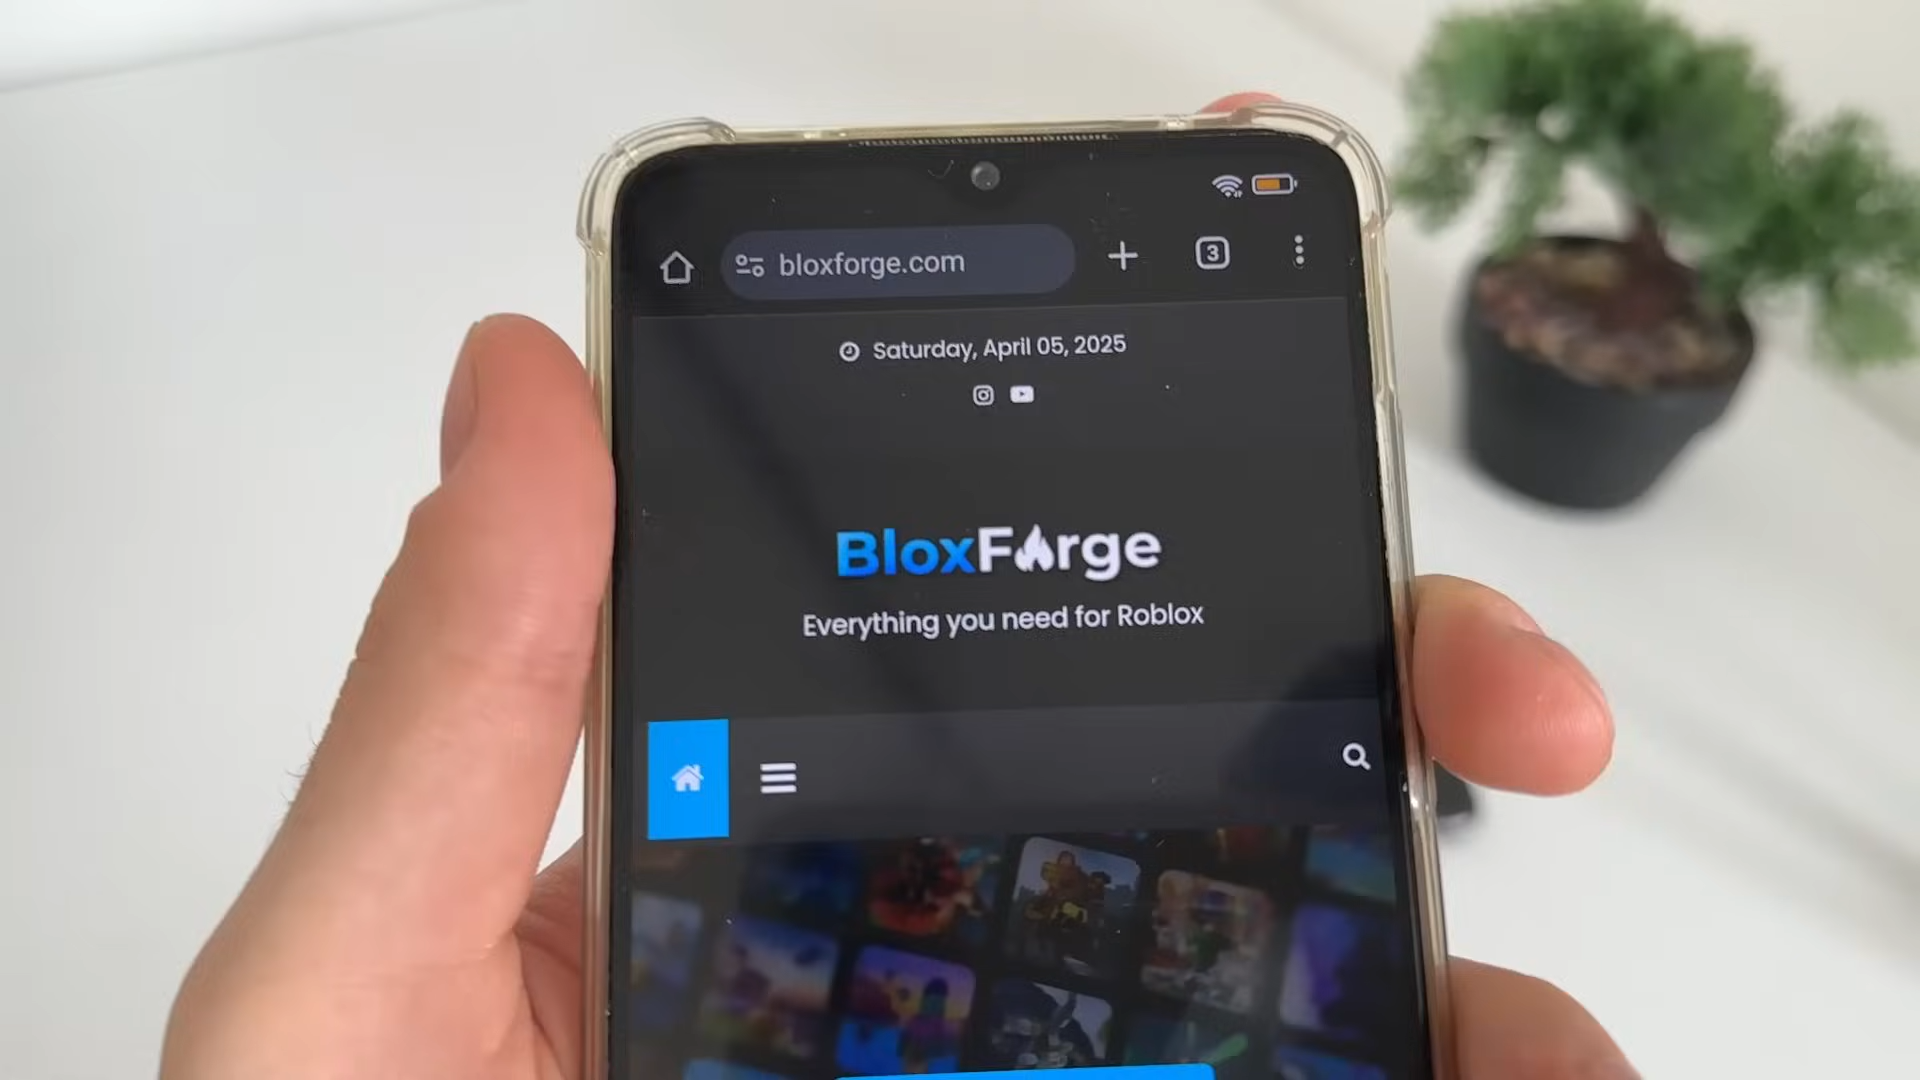 bloxforge.com
3
Saturday, April 05, 2025
BloxForge
Everything you need for Roblox